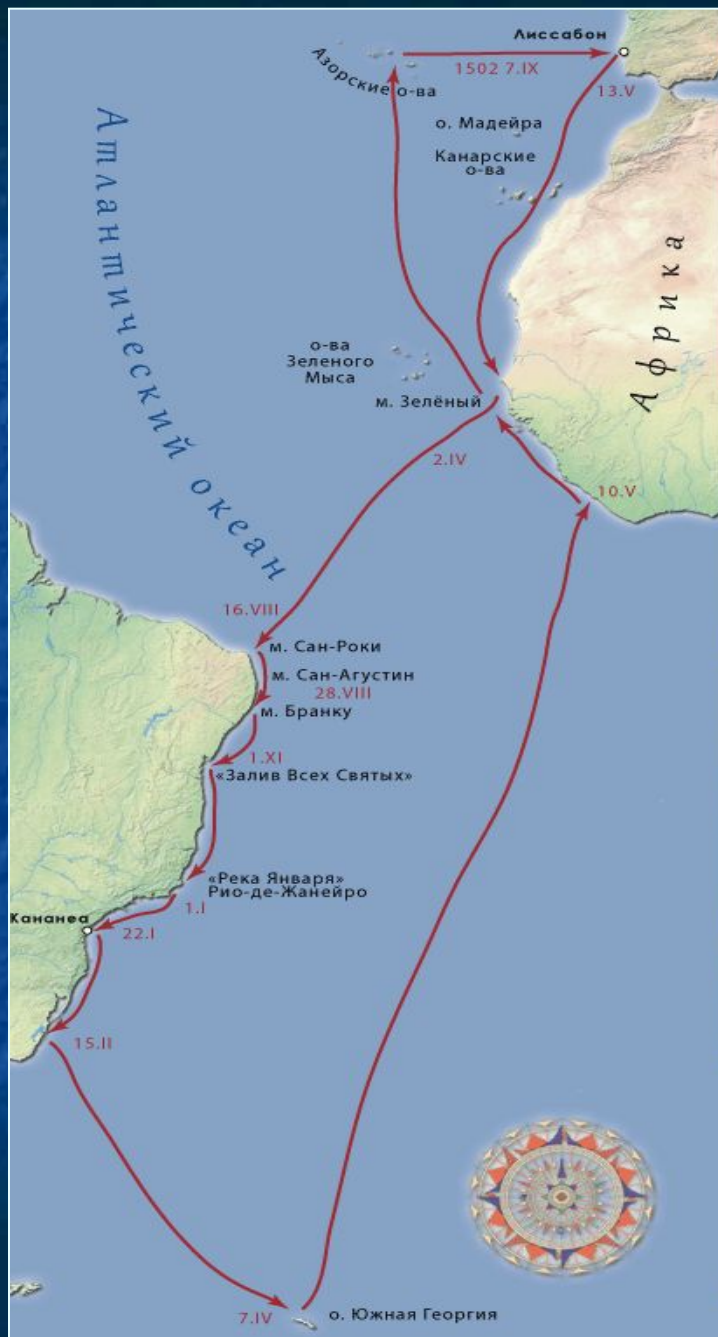 Лиссабон
Азорские о-ва
1502 7.IX
13.V
о. Мадейра
Канарские
о-ва
Атлантический океан
Африка
о-ва
Зеленого
Мыса
м. Зелёный
2.IV
10.V
16.VIII
м. Сан-Роки
м. Сан-Агустин
28.VIII
м. Бранку
1.XI
«Залив Всех Святых»
«Река Января»
Рио-де-Жанейро
1.I
Кананеа
22.I
15.II
7.IV
о. Южная Георгия